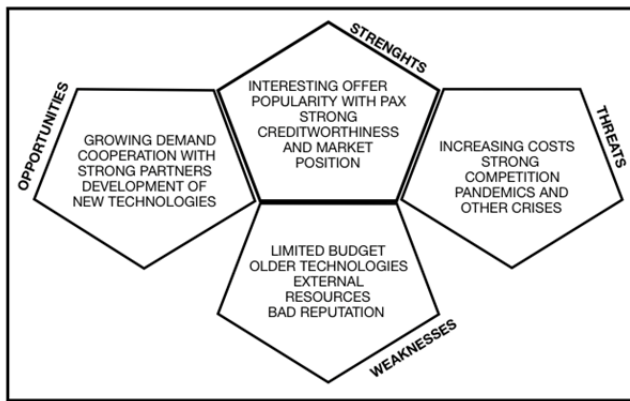 STRENGHTS
INTERESTING OFFER
POPULARITY WITH PAX
STRONG
CREDITWORTHINESS
AND MARKET
POSITION
OPPORTUNITIES
GROWING DEMAND
COOPERATION WITH
STRONG PARTNERS
DEVELOPMENT OF
NEW TECHNOLOGIES
THREATS
INCREASING COSTS
STRONG
COMPETITION
PANDEMICS AND
OTHER CRISES
LIMITED BUDGET
OLDER TECHNOLOGIES
EXTERNAL
RESOURCES
BAD REPUTATION
WEAKNESSES